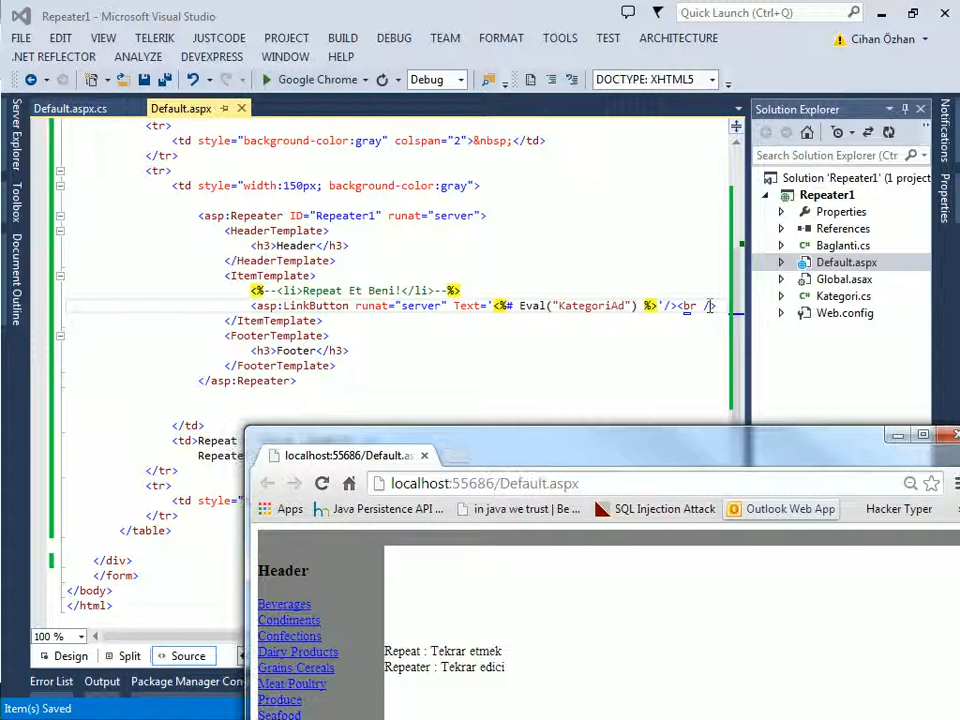 Repeater1 - Microsoft Visual Studio
Quick Launch (Ctrl+Q)
FILE EDIT VIEW TELERIK JUSTCODE PROJECT BUILD DEBUG TEAM FORMAT TOOLS TEST ARCHITECTURE
Cihan Özhan
.NET REFLECTOR ANALYZE DEVEXPRESS WINDOW HELP
Google Chrome Debug DOCTYPE: XHTML5
Server Explorer
Toolbox
Document Outline
Default.aspx.cs Default.aspx
<tr>
<td style="background-color:gray" colspan="2">&nbsp;</td>
</tr>
<tr>
<td style="width:150px; background-color:gray">
<asp:Repeater ID="Repeater1" runat="server">
<HeaderTemplate>
<h3>Header</h3>
</HeaderTemplate>
<ItemTemplate>
<%--<li>Repeat Et Beni!</li>--%>
<asp:LinkButton runat="server" Text='<%# Eval("KategoriAd") %>'/><br />
</ItemTemplate>
<FooterTemplate>
<h3>Footer</h3>
</FooterTemplate>
</asp:Repeater>
</td>
<td>Repeat
Repeate
</tr>
<tr>
<td style="
</tr>
</table>
</div>
</form>
</body>
</html>
100 %
Design Split Source
Error List Output Package Manager Con
Item(s) Saved
Solution Explorer
Search Solution Explorer (Ctr
Solution 'Repeater1' (1 project
Repeater1
Properties
References
Baglanti.cs
Default.aspx
Global.asax
Kategori.cs
Web.config
Notifications
Properties
localhost:55686/Default.as
localhost:55686/Default.aspx
Apps Java Persistence API ... in java we trust | Be ... SQL Injection Attack Outlook Web App Hacker Typer
Header
Beverages
Condiments
Confections
Dairy Products
Grains Cereals
Meat Poultry
Produce
Seafood
Repeat : Tekrar etmek
Repeater : Tekrar edici